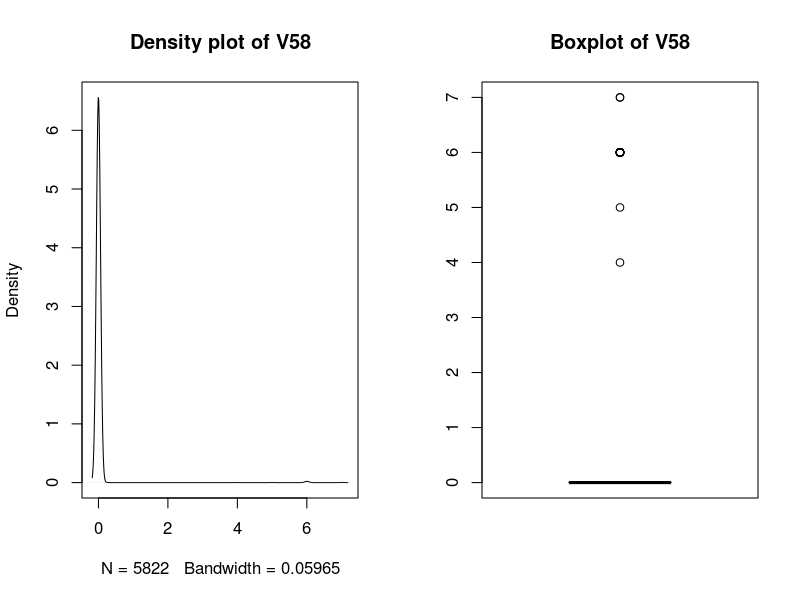 Density plot of V58
Density
0 1 2 3 4 5 6
0 2 4 6
N = 5822 Bandwidth = 0.05965
Boxplot of V58
0 1 2 3 4 5 6 7